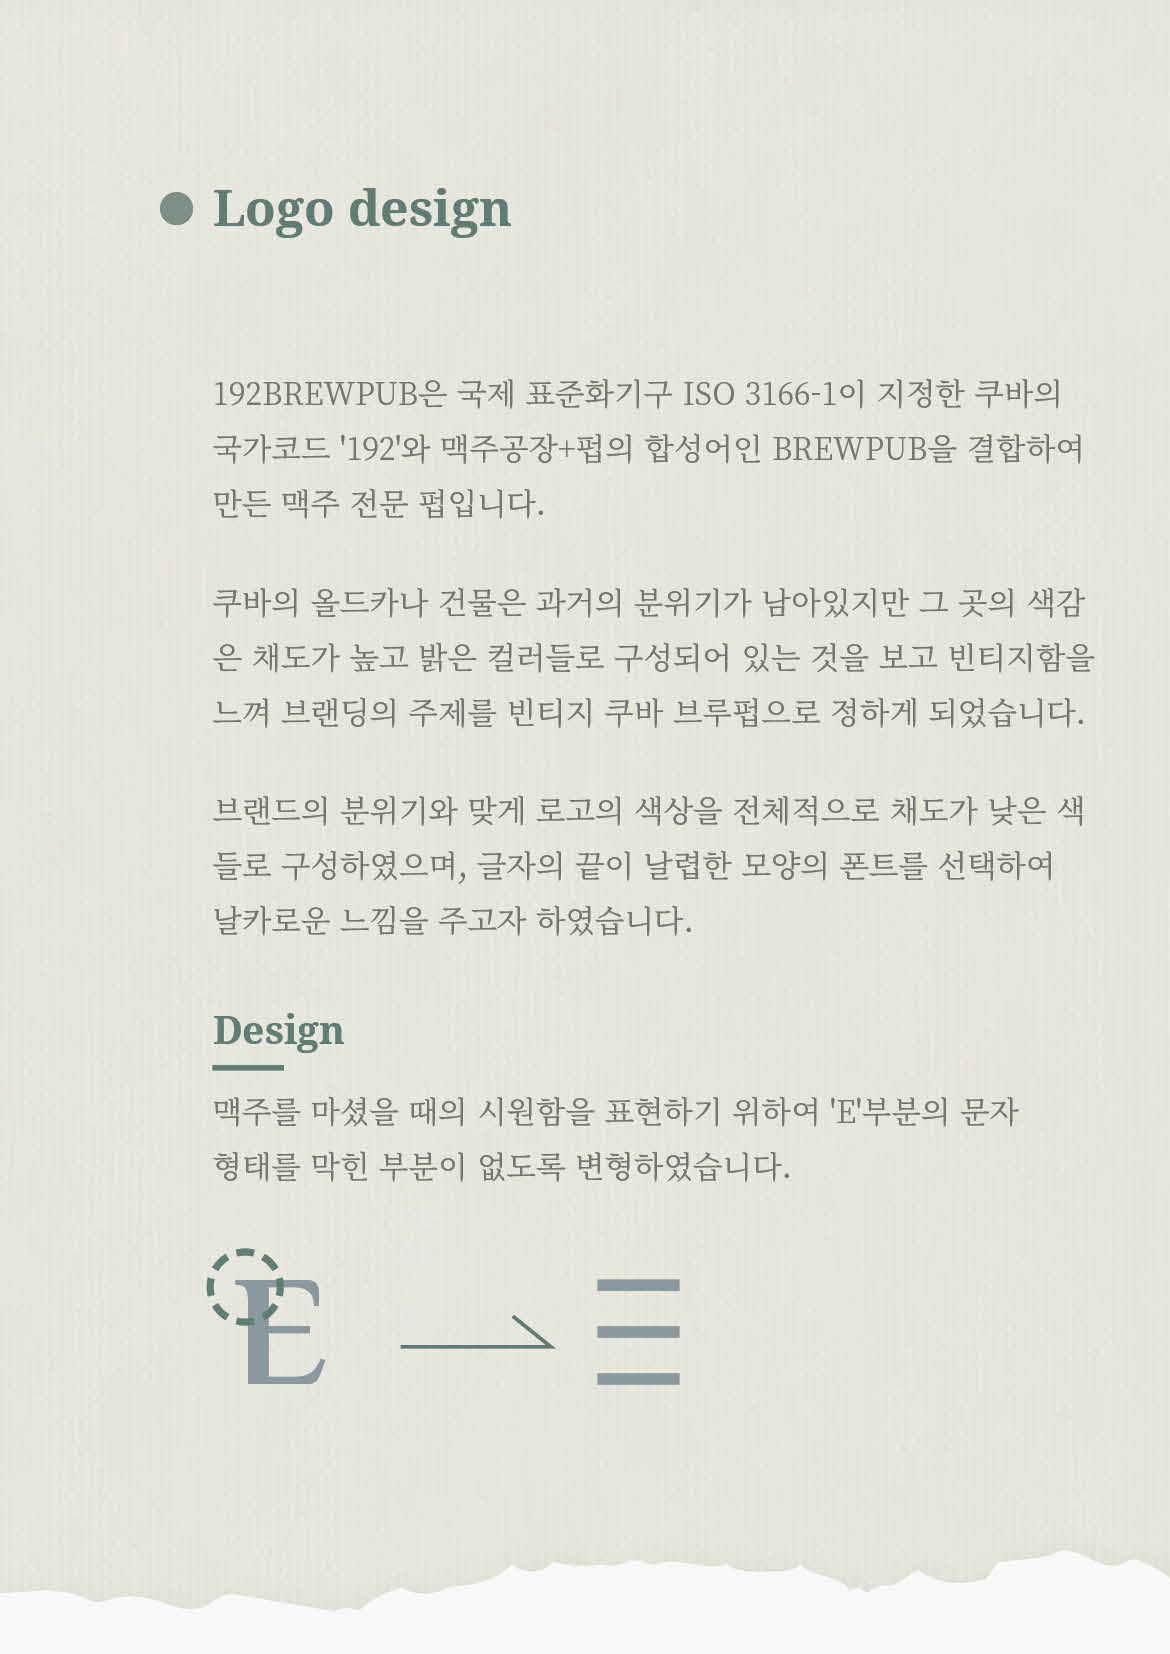 Logo design
192BREWPUB은 국제 표준화기구 ISO 3166-1이 지정한 쿠바의
국가코드 '192'와 맥주공장+펍의 합성어인 BREWPUB을 결합하여
만든 맥주 전문 펍입니다.
쿠바의 올드카나 건물은 과거의 분위기가 남아있지만 그 곳의 색감
은 채도가 높고 밝은 컬러들로 구성되어 있는 것을 보고 빈티지함을
느껴 브랜딩의 주제를 빈티지 쿠바 브루펍으로 정하게 되었습니다.
브랜드의 분위기와 맞게 로고의 색상을 전체적으로 채도가 낮은 색
들로 구성하였으며, 글자의 끝이 날렵한 모양의 폰트를 선택하여
날카로운 느낌을 주고자 하였습니다.
Design
맥주를 마셨을 때의 시원함을 표현하기 위하여 'E'부분의 문자
형태를 막힌 부분이 없도록 변형하였습니다.
E